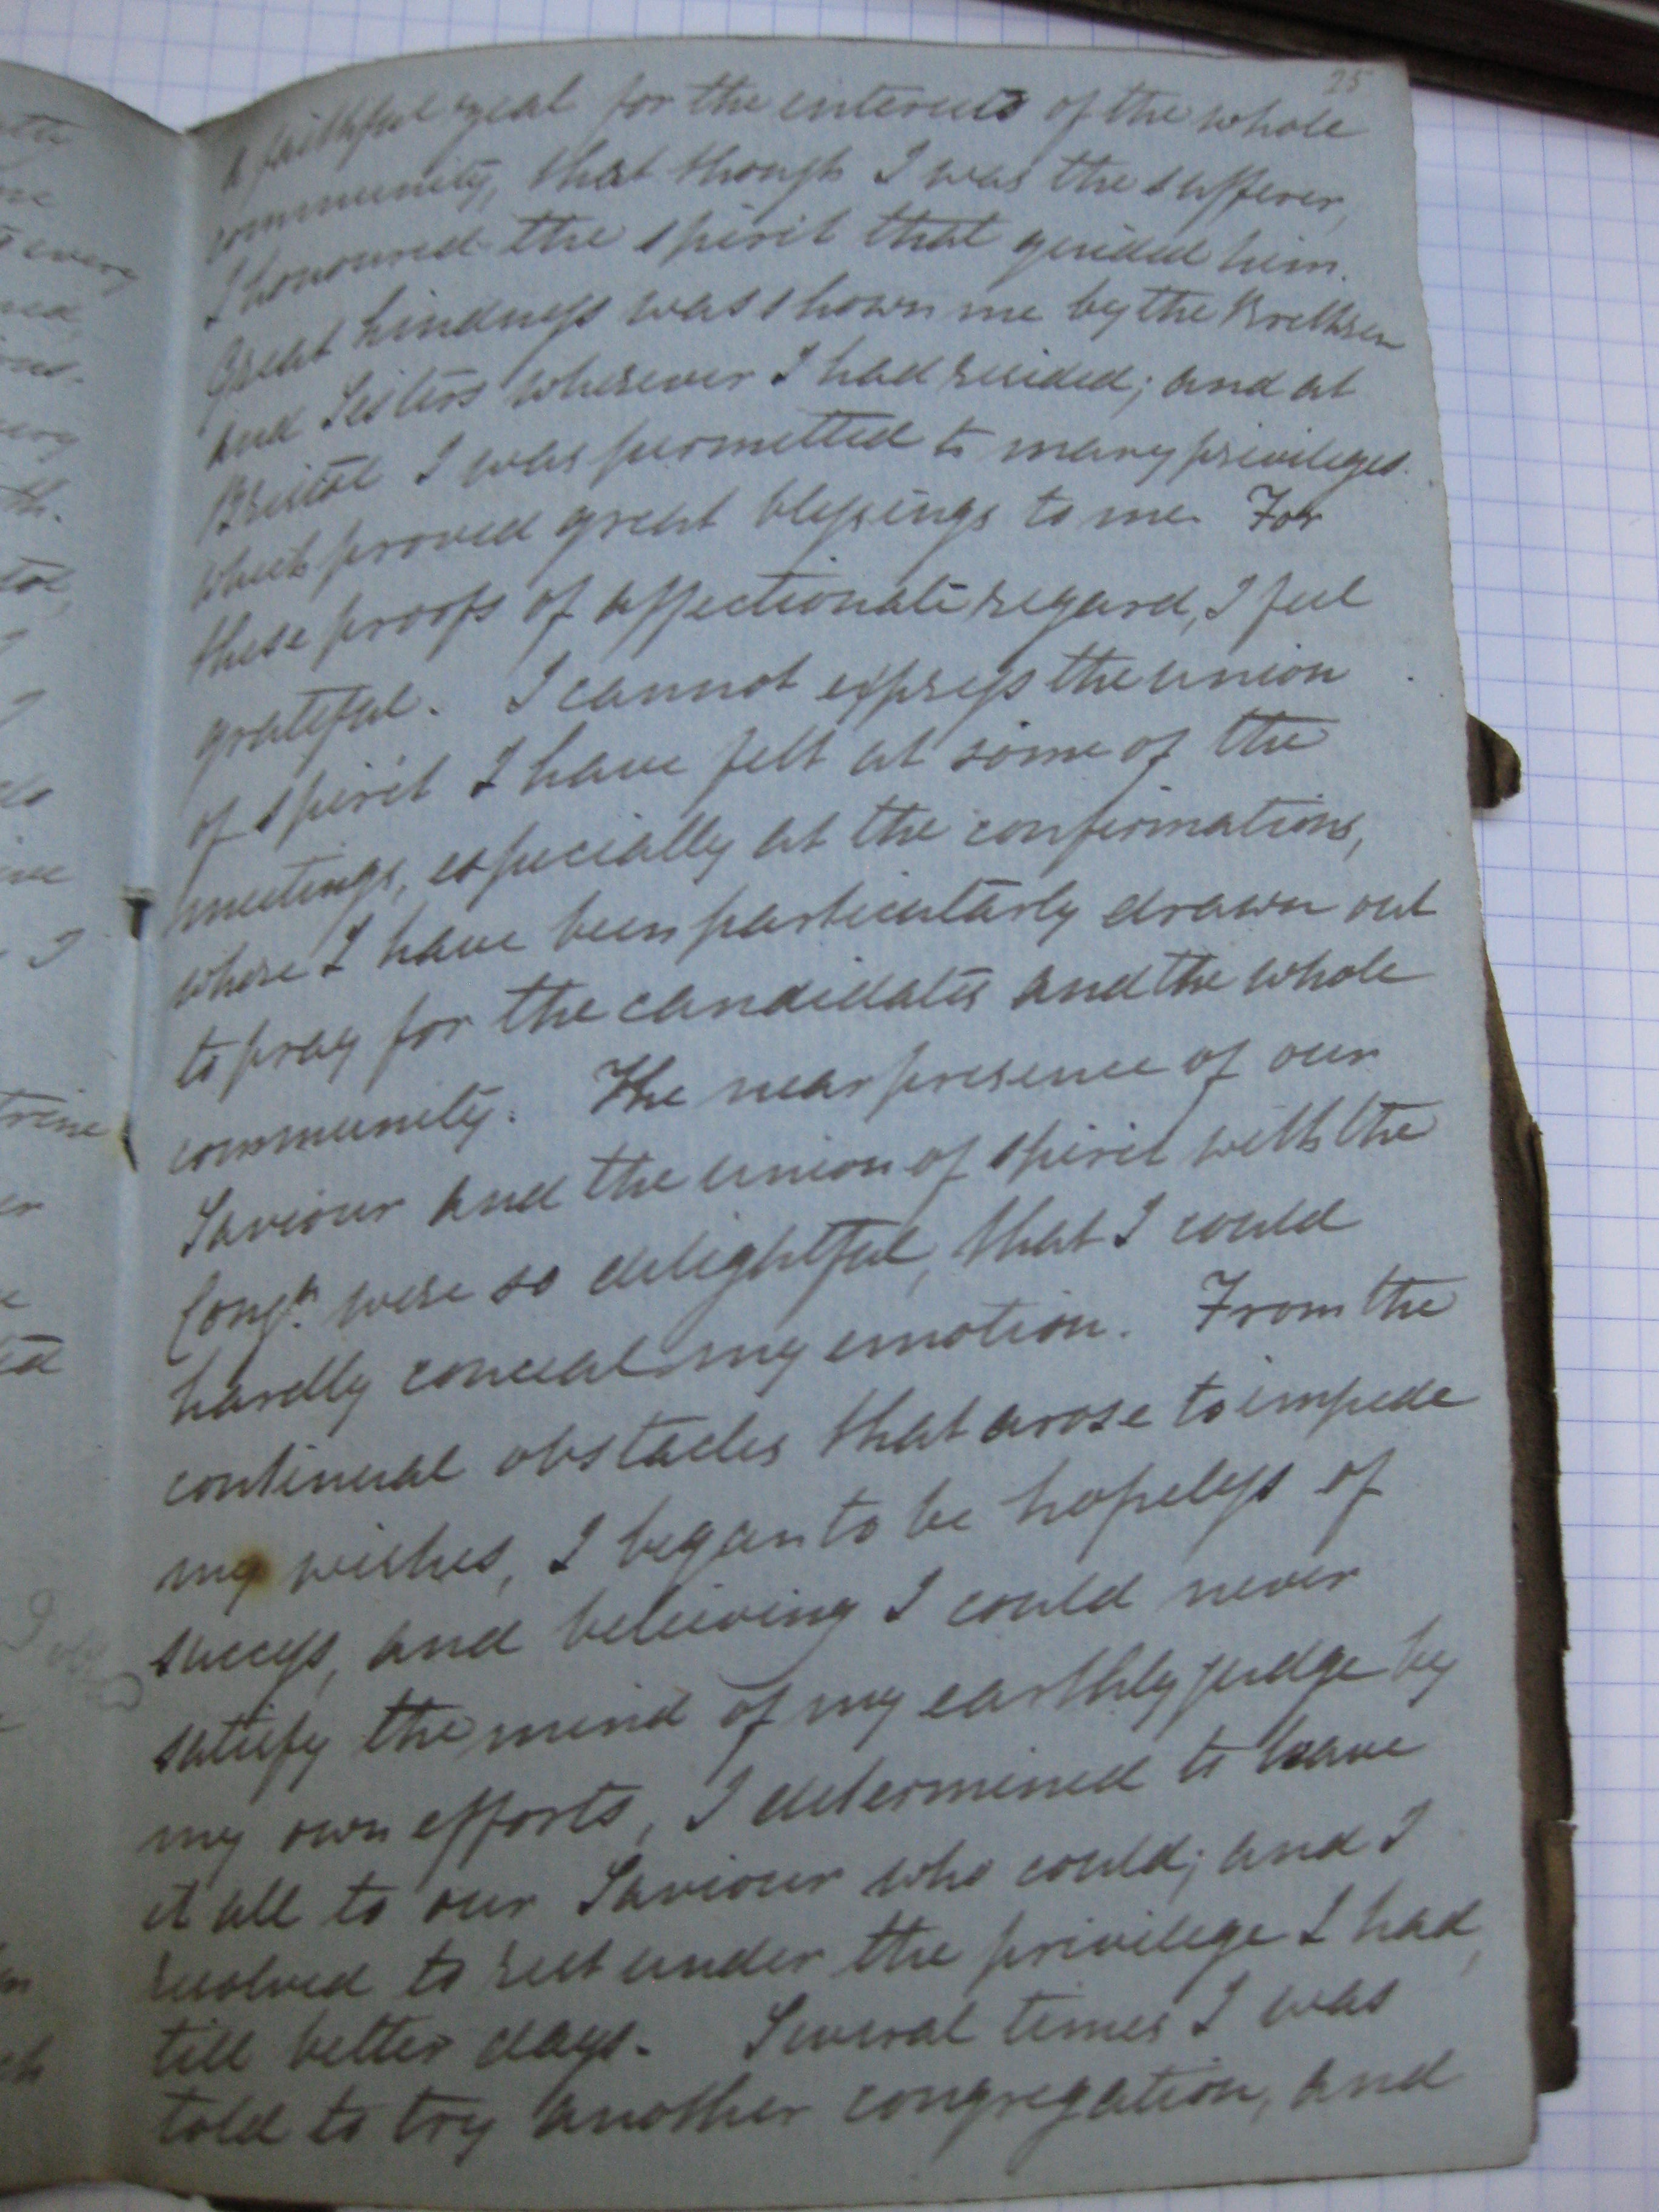 25
a faithful zeal for the interests of the whole
community, that though I was the sufferer,
I honoured the spirit that guided him.
Great kindness was shown me by the Brethren
and Sisters wherever I had resided; and at
Bristol I was permitted to many privileges
which proved great blessings to me. For
these proofs of affectionate regard, I feel
grateful. I cannot express the union
of spirit I have felt at some of the
meetings, especially at the confirmations,
where I have been particularly drawn out
to pray for the candidates and the whole
community. The near presence of our
Saviour and the union of spirit with the
Congn. were so delightful, that I could
hardly conceal my emotion. From the
continual obstacles that arose to impede
my wishes, I began to be hopeless of
success, and believing I could never
satisfy the mind of my earthly judge by
my own efforts, I determined to leave
it all to our Saviour who could; and I
resolved to rest under the privilege I had,
till better days. Several times I was
told to try another congregation, and